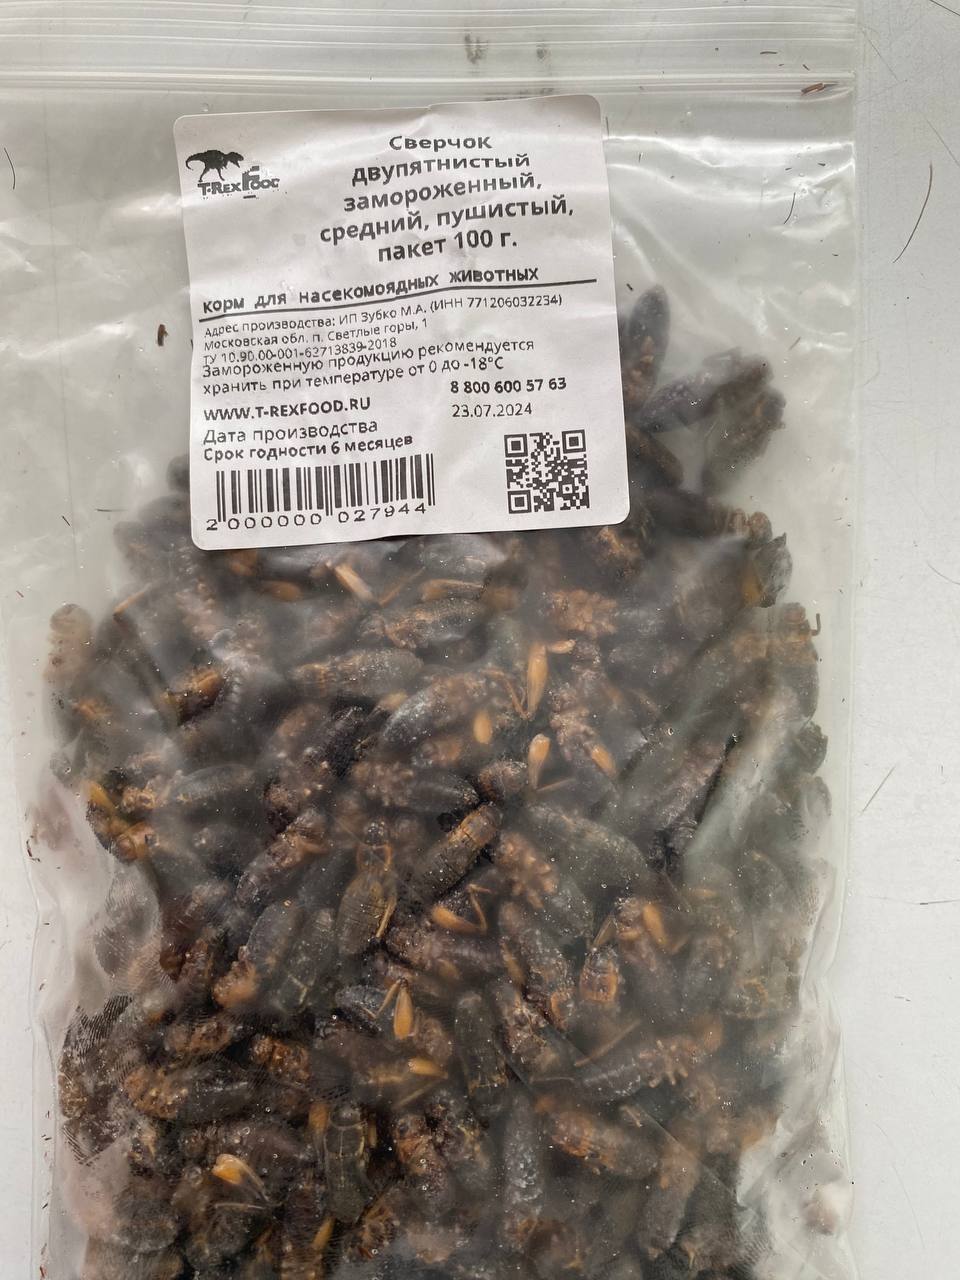 T-REX FOOD
Сверчок
двупятнистый
замороженный,
средний, пушистый,
пакет 100 г.
корм для насекомоядных животных
Адрес производства: ИП Зубко М.А. (ИНН 771206032234)
Московская обл. п. Светлые горы, 1
ТУ 10.90.00-001-62713839-2018
Замороженную продукцию рекомендуется
хранить при температуре от 0 до -18°C
8 800 600 57 63
WWW.T-REXFOOD.RU
23.07.2024
Дата производства
Срок годности 6 месяцев
2 000000 027944